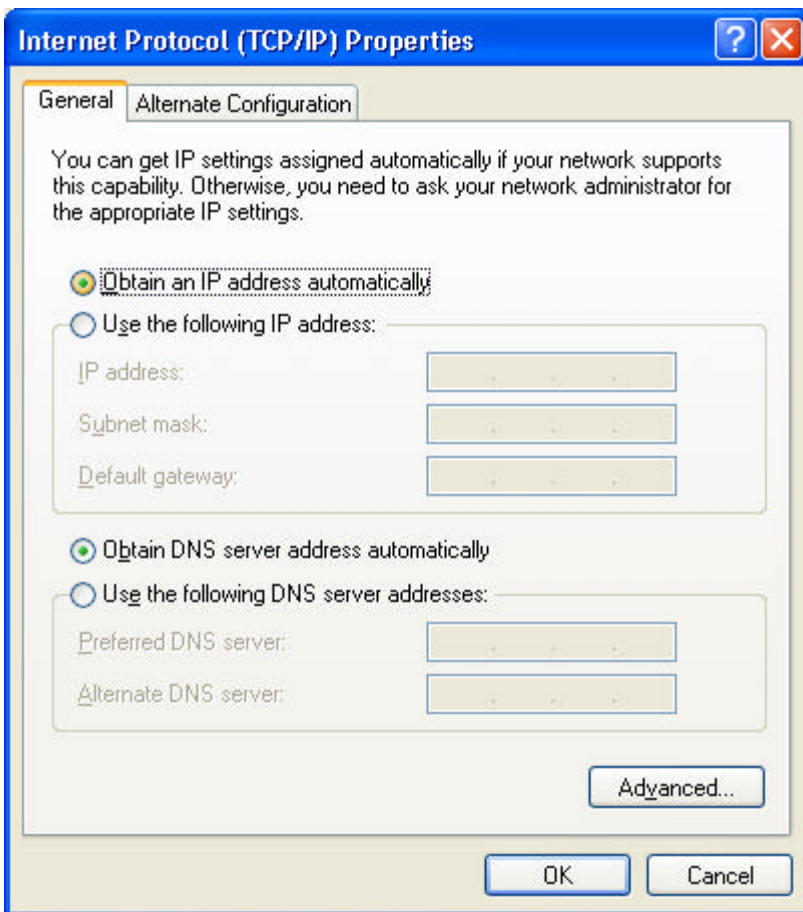 Internet Protocol (TCP/IP) Properties
General
Alternate Configuration
You can get IP settings assigned automatically if your network supports
this capability. Otherwise, you need to ask your network administrator for
the appropriate IP settings.
Obtain an IP address automatically
Use the following IP address:
IP address:
Subnet mask:
Default gateway:
Obtain DNS server address automatically
Use the following DNS server addresses:
Preferred DNS server:
Alternate DNS server:
Advanced...
OK
Cancel